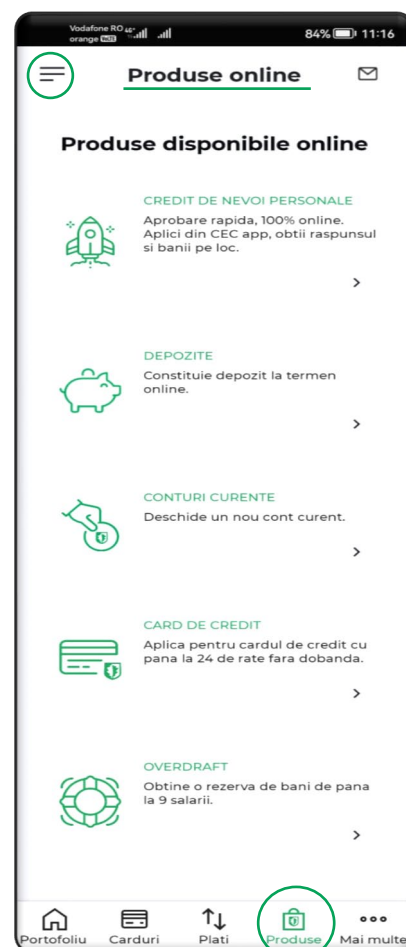 Vodafone RO 4G+
orange VoLTE
84% 11:16
Produse online
Produse disponibile online
CREDIT DE NEVOI PERSONALE
Aprobare rapida, 100% online.
Aplici din CEC app, obtii raspunsul
si banii pe loc.
DEPOZITE
Constituie depozit la termen
online.
CONTURI CURENTE
Deschide un nou cont curent.
CARD DE CREDIT
Aplica pentru cardul de credit cu
pana la 24 de rate fara dobanda.
OVERDRAFT
Obtine o rezerva de bani de pana
la 9 salarii.
Portofoliu Carduri Plati Produse Mai multe